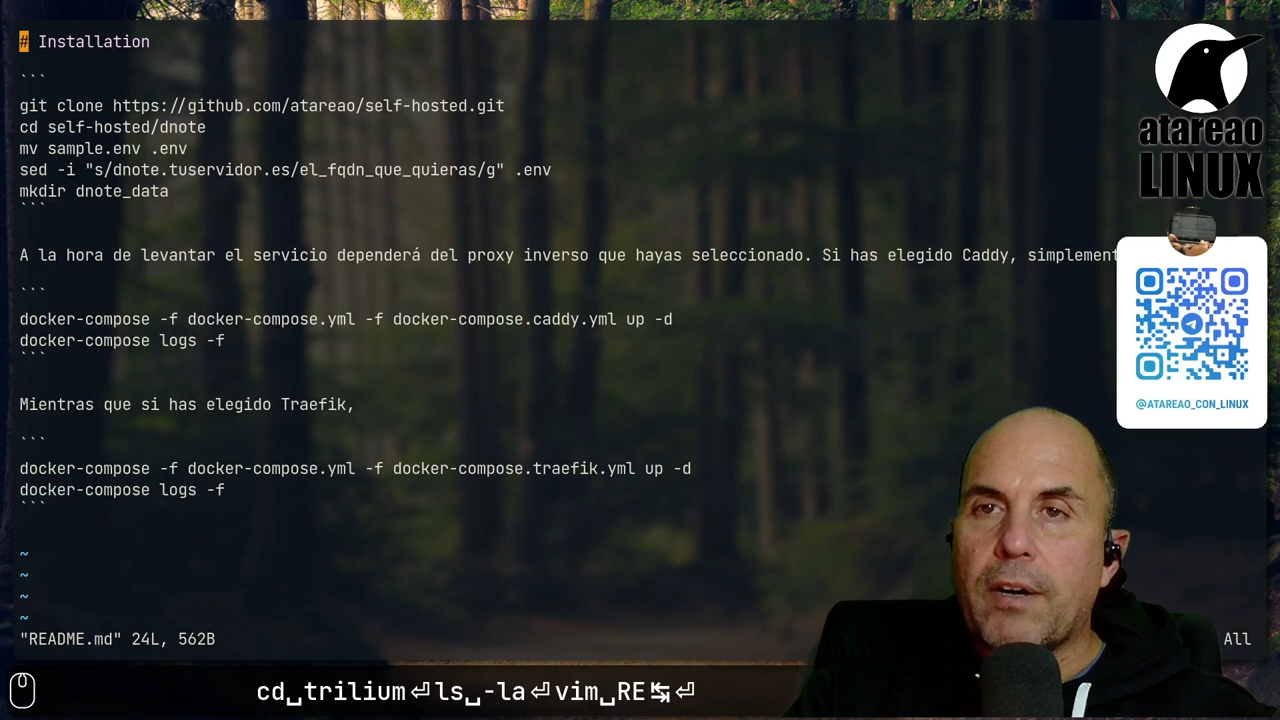 # Installation
```
git clone https://github.com/atareao/self-hosted.git
cd self-hosted/dnote
mv sample.env .env
sed -i "s/dnote.tuservidor.es/el_fqdn_que_quieras/g" .env
mkdir dnote_data
```
A la hora de levantar el servicio dependerá del proxy inverso que hayas seleccionado. Si has elegido Caddy, simplement
```
docker-compose -f docker-compose.yml -f docker-compose.caddy.yml up -d
docker-compose logs -f
```
Mientras que si has elegido Traefik,
```
docker-compose -f docker-compose.yml -f docker-compose.traefik.yml up -d
docker-compose logs -f
```
~
~
~
~
"README.md" 24L, 562B
All
cd␣trilium⏎ls␣-la⏎vim␣RE↹⏎
atareao
LINUX
@ATAREAO_CON_LINUX